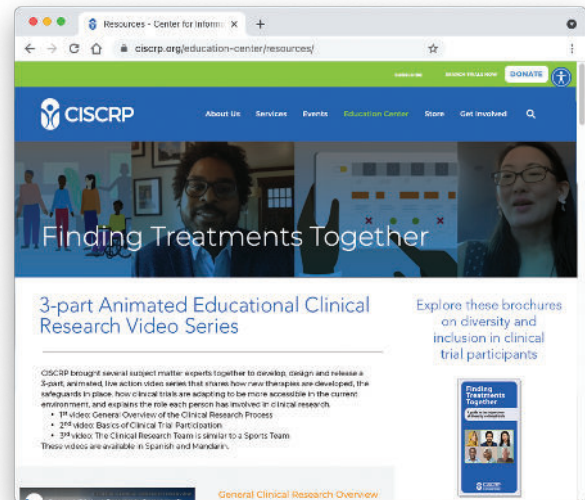 Resources - Center for Informa
ciscrp.org/education-center/resources/
SEARCH TRIALS NOW
DONATE
CISCRP
About Us Services Events Education Center Store Get Involved
Finding Treatments Together
3-part Animated Educational Clinical
Research Video Series
Explore these brochures
on diversity and
inclusion in clinical
trial participants
CISCRP brought several subject matter experts together to develop, design and release a
3-part, animated, live action video series that shares how new therapies are developed, the
safeguards in place, how clinical trials are adapting to be more accessible in the current
environment, and explains the role each person has involved in clinical research.
• 1st video: General Overview of the Clinical Research Process
• 2nd video: Basics of Clinical Trial Participation
• 3rd video: The Clinical Research Team is similar to a Sports Team
These videos are available in Spanish and Mandarin.
Finding
Treatments
Together
CISCRP
General Clinical Research Overview